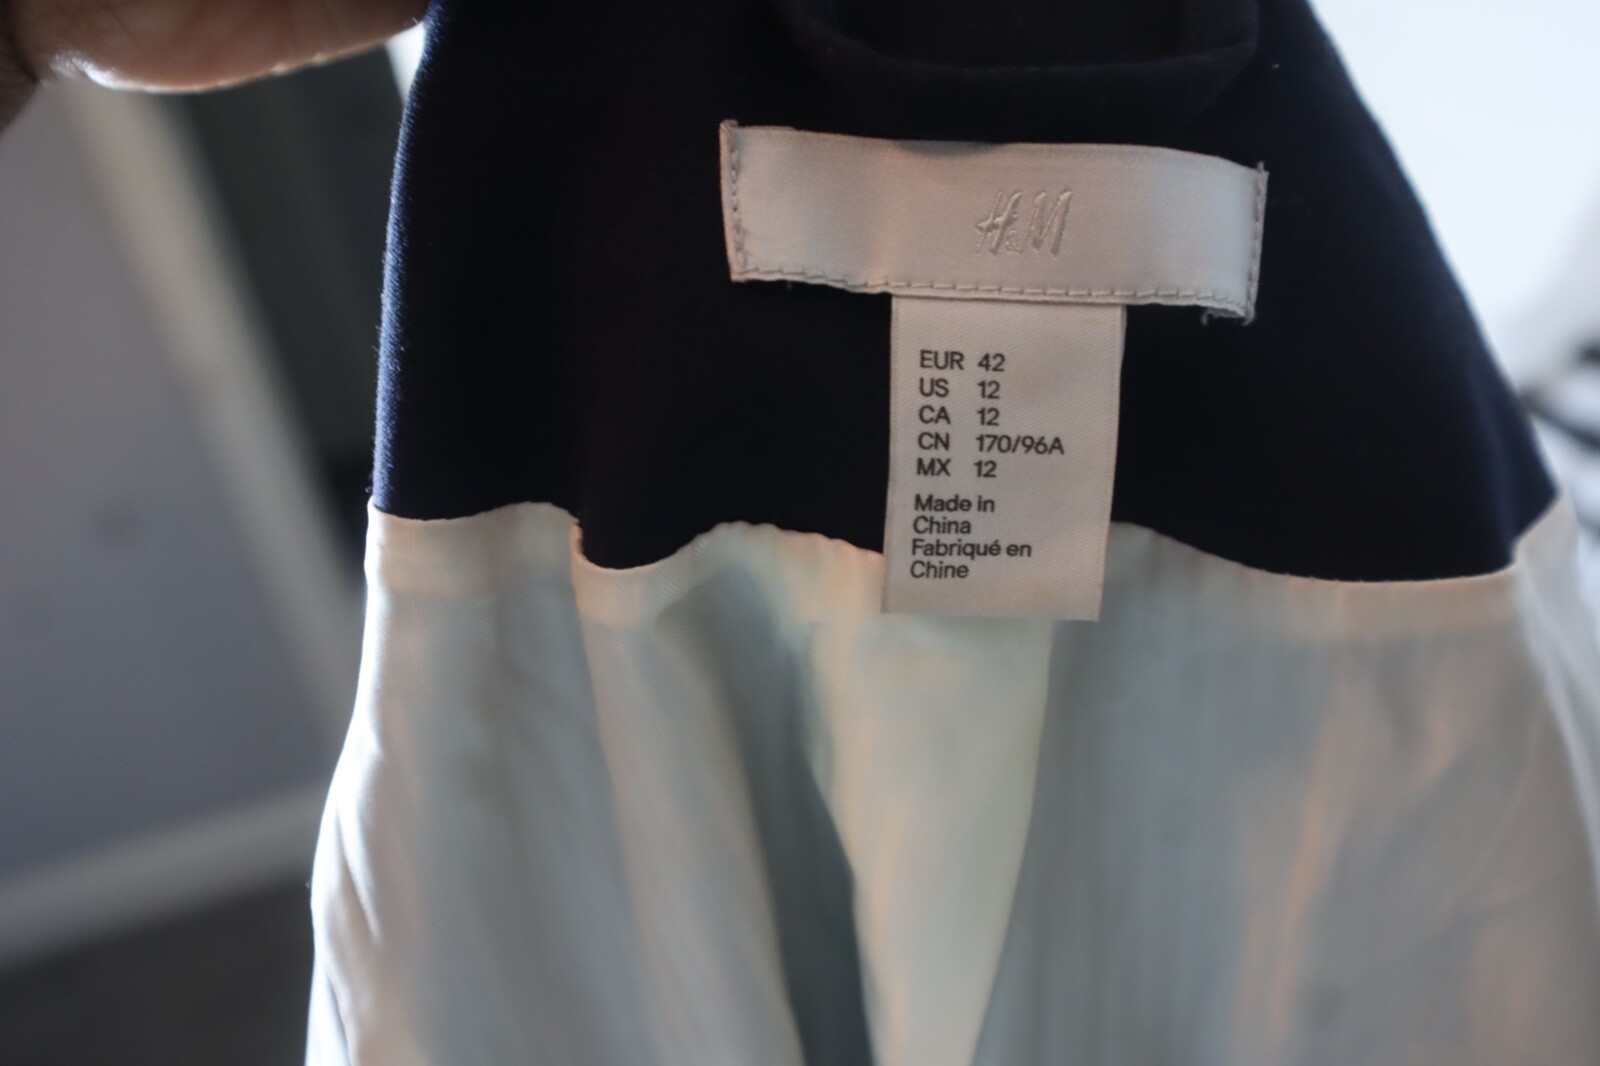 H&M
EUR 42
US 12
CA 12
CN 170/96A
MX 12
Made in
China
Fabriqué en
Chine